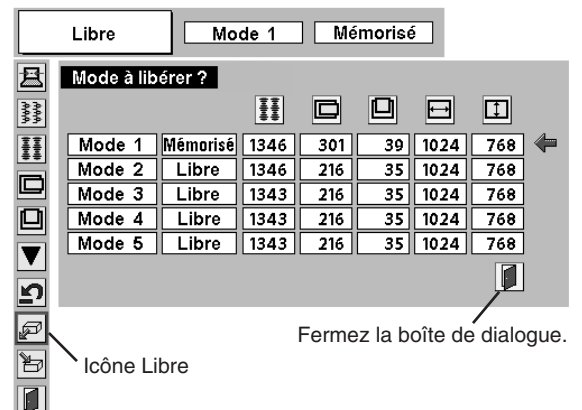 Libre Mode 1 Mémorisé
Mode à libérer ?
Mode 1 Mémorisé 1346 301 39 1024 768
Mode 2 Libre 1346 216 35 1024 768
Mode 3 Libre 1343 216 35 1024 768
Mode 4 Libre 1343 216 35 1024 768
Mode 5 Libre 1343 216 35 1024 768
Fermez la boîte de dialogue.
Icône Libre